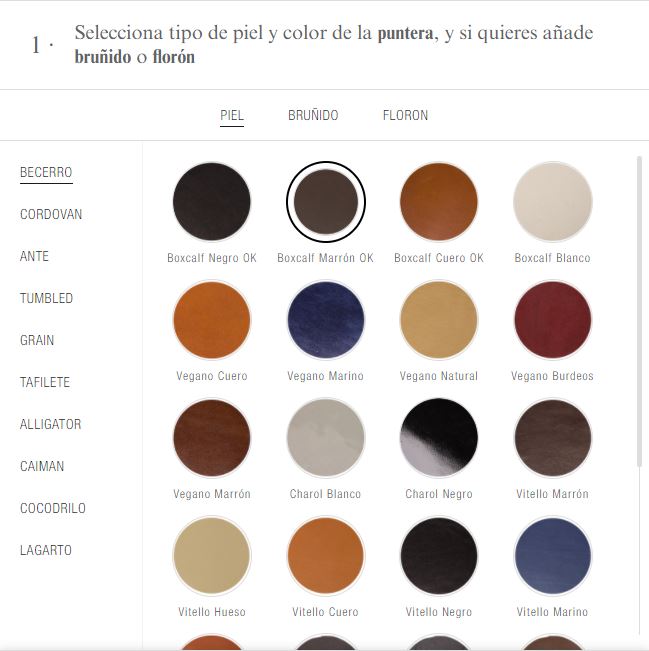 1 ·
Selecciona tipo de piel y color de la puntera, y si quieres añade
bruñido o florón
PIEL BRUÑIDO FLORON
BECERRO
CORDOVAN
ANTE
TUMBLED
GRAIN
TAFILETE
ALLIGATOR
CAIMAN
COCODRILO
LAGARTO
Boxcalf Negro OK Boxcalf Marrón OK Boxcalf Cuero OK Boxcalf Blanco
Vegano Cuero Vegano Marino Vegano Natural Vegano Burdeos
Vegano Marrón Charol Blanco Charol Negro Vitello Marrón
Vitello Hueso Vitello Cuero Vitello Negro Vitello Marino